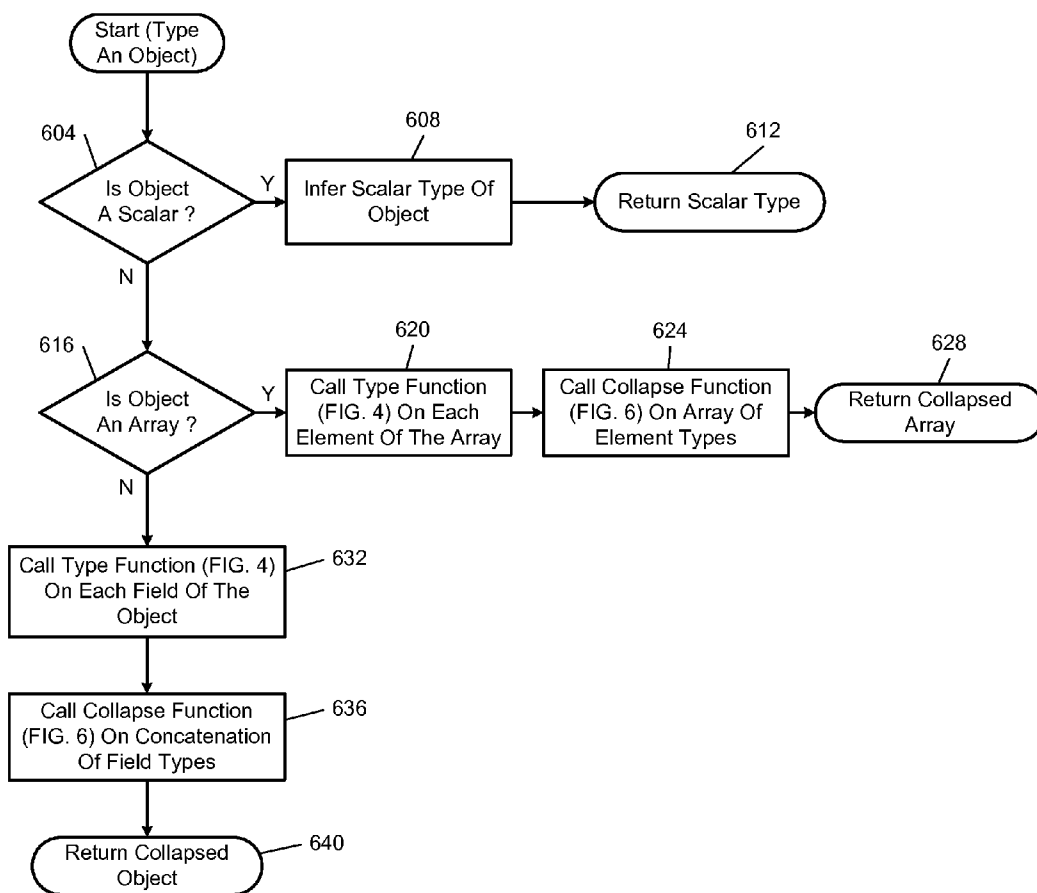 Start (Type
An Object)
604
Is Object
A Scalar ?
Y
608
Infer Scalar Type Of
Object
612
Return Scalar Type
N
616
Is Object
An Array ?
Y
620
Call Type Function
(FIG. 4) On Each
Element Of The Array
624
Call Collapse Function
(FIG. 6) On Array Of
Element Types
628
Return Collapsed
Array
N
Call Type Function (FIG. 4)
On Each Field Of The
Object
632
Call Collapse Function
(FIG. 6) On Concatenation
Of Field Types
636
Return Collapsed
Object
640